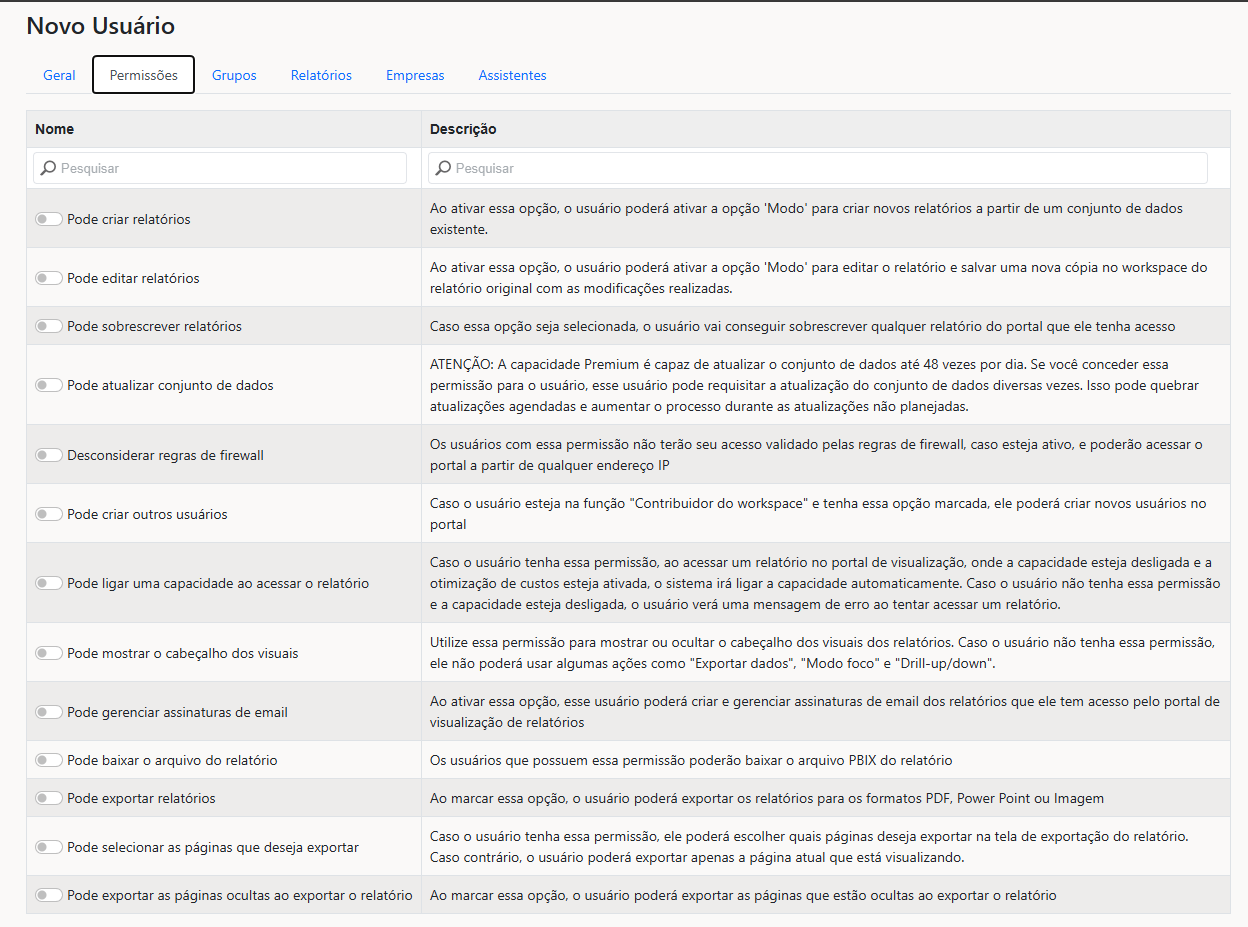 Novo Usuário
Geral Permissões Grupos Relatórios Empresas Assistentes
Nome Descrição
Pesquisar Pesquisar
Pode criar relatórios
Ao ativar essa opção, o usuário poderá ativar a opção 'Modo' para criar novos relatórios a partir de um conjunto de dados
existente.
Pode editar relatórios
Ao ativar essa opção, o usuário poderá ativar a opção 'Modo' para editar o relatório e salvar uma nova cópia no workspace do
relatório original com as modificações realizadas.
Pode sobrescrever relatórios
Caso essa opção seja selecionada, o usuário vai conseguir sobrescrever qualquer relatório do portal que ele tenha acesso
Pode atualizar conjunto de dados
ATENÇÃO: A capacidade Premium é capaz de atualizar o conjunto de dados até 48 vezes por dia. Se você conceder essa
permissão para o usuário, esse usuário pode requisitar a atualização do conjunto de dados diversas vezes. Isso pode quebrar
atualizações agendadas e aumentar o processo durante as atualizações não planejadas.
Desconsiderar regras de firewall
Os usuários com essa permissão não terão seu acesso validado pelas regras de firewall, caso esteja ativo, e poderão acessar o
portal a partir de qualquer endereço IP
Pode criar outros usuários
Caso o usuário esteja na função "Contribuidor do workspace" e tenha essa opção marcada, ele poderá criar novos usuários no
portal
Pode ligar uma capacidade ao acessar o relatório
Caso o usuário tenha essa permissão, ao acessar um relatório no portal de visualização, onde a capacidade esteja desligada e a
otimização de custos esteja ativada, o sistema irá ligar a capacidade automaticamente. Caso o usuário não tenha essa permissão
e a capacidade esteja desligada, o usuário verá uma mensagem de erro ao tentar acessar um relatório.
Pode mostrar o cabeçalho dos visuais
Utilize essa permissão para mostrar ou ocultar o cabeçalho dos visuais dos relatórios. Caso o usuário não tenha essa permissão,
ele não poderá usar algumas ações como "Exportar dados", "Modo foco" e "Drill-up/down".
Pode gerenciar assinaturas de email
Ao ativar essa opção, esse usuário poderá criar e gerenciar assinaturas de email dos relatórios que ele tem acesso pelo portal de
visualização de relatórios
Pode baixar o arquivo do relatório
Os usuários que possuem essa permissão poderão baixar o arquivo PBIX do relatório
Pode exportar relatórios
Ao marcar essa opção, o usuário poderá exportar os relatórios para os formatos PDF, Power Point ou Imagem
Pode selecionar as páginas que deseja exportar
Caso o usuário tenha essa permissão, ele poderá escolher quais páginas deseja exportar na tela de exportação do relatório.
Caso contrário, o usuário poderá exportar apenas a página atual que está visualizando.
Pode exportar as páginas ocultas ao exportar o relatório
Ao marcar essa opção, o usuário poderá exportar as páginas que estão ocultas ao exportar o relatório